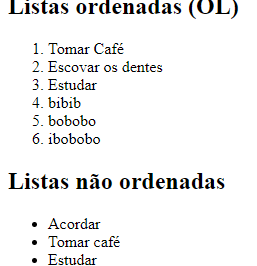 Listas ordenadas (OL)
1. Tomar Café
2. Escovar os dentes
3. Estudar
4. bibib
5. bobobo
6. ibobobo
Listas não ordenadas
• Acordar
• Tomar café
• Estudar